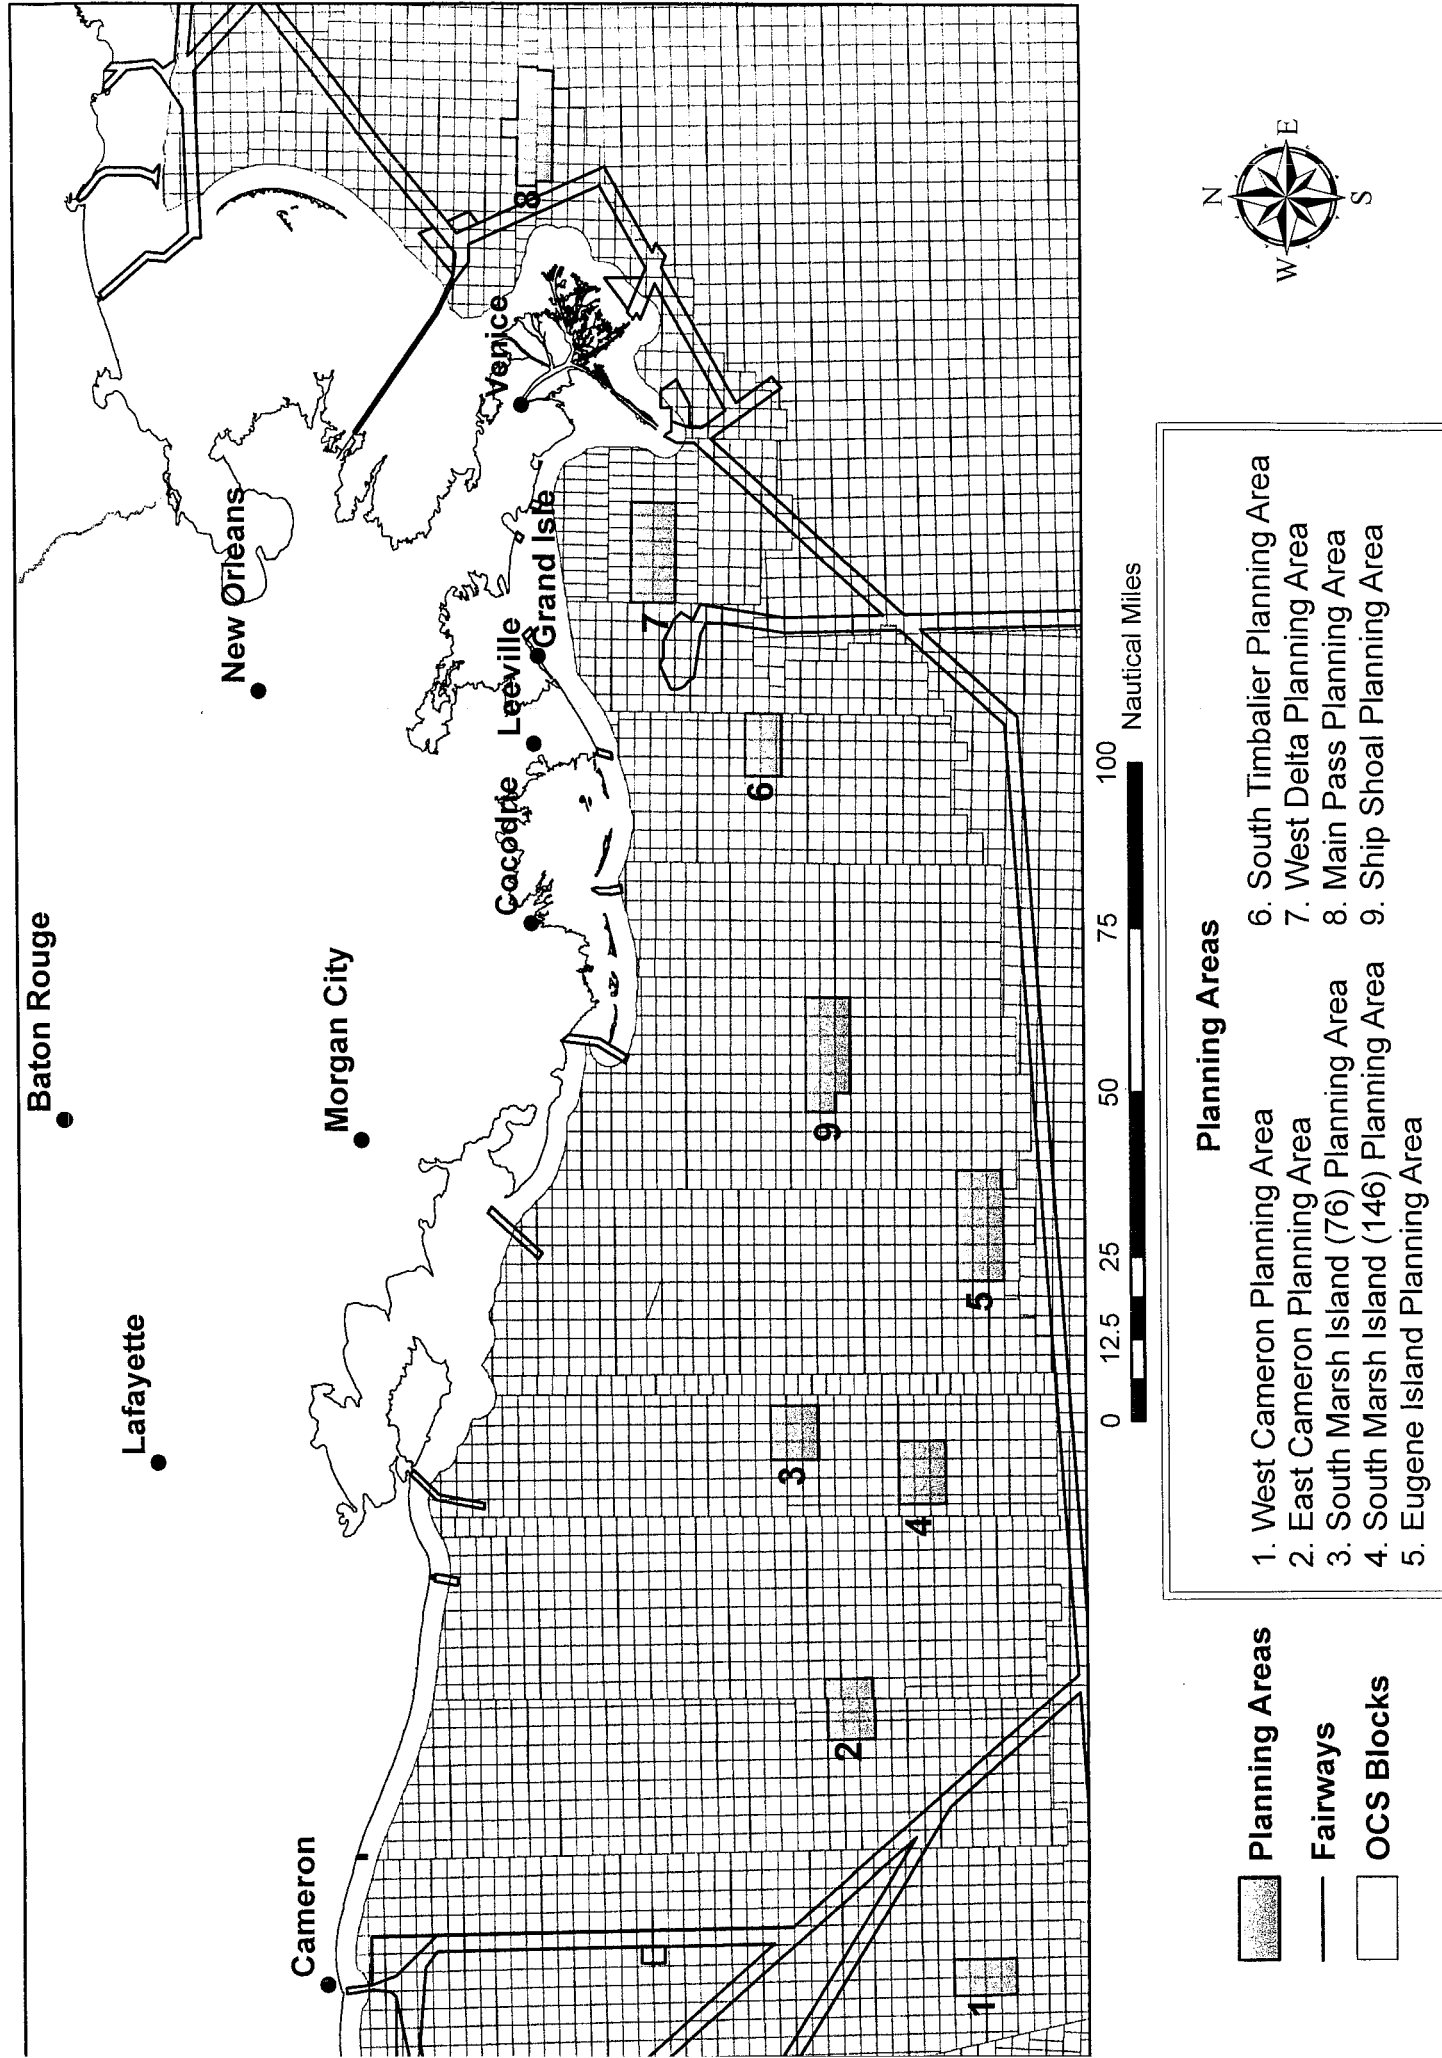 Baton Rouge
Lafayette
New Orleans
Morgan City
Cameron
Venice
Grand Isle
Leeville
Cocodrie
1
2
3
4
5
6
7
8
9
0 12.5 25 50 75 100
Nautical Miles
N
W E
S
Planning Areas
Fairways
OCS Blocks
Planning Areas
1. West Cameron Planning Area
2. East Cameron Planning Area
3. South Marsh Island (76) Planning Area
4. South Marsh Island (146) Planning Area
5. Eugene Island Planning Area
6. South Timbalier Planning Area
7. West Delta Planning Area
8. Main Pass Planning Area
9. Ship Shoal Planning Area